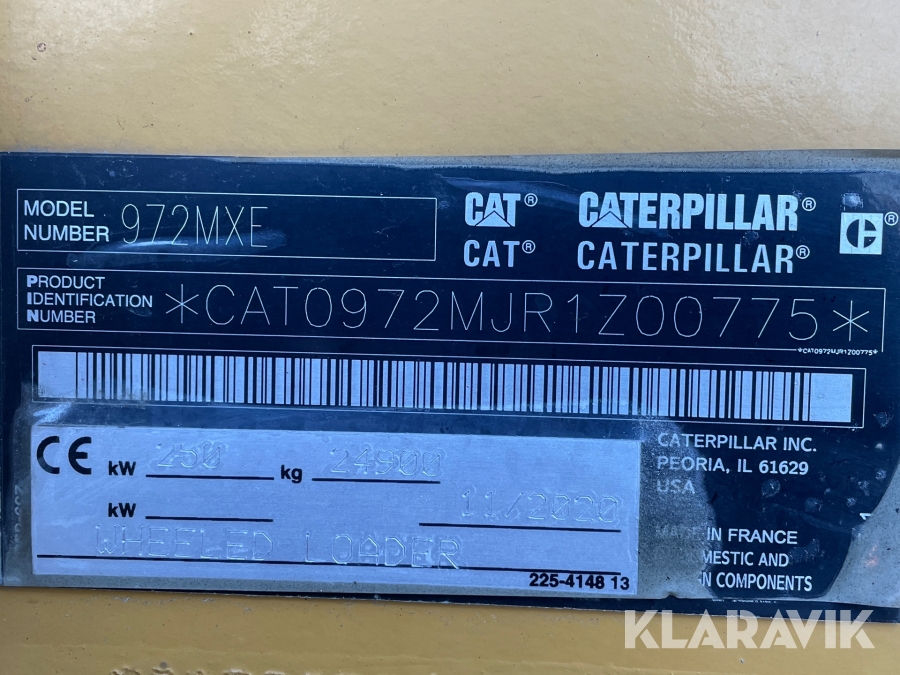 MODEL NUMBER 972MXE
CAT® CATERPILLAR®
CAT® CATERPILLAR®
PRODUCT IDENTIFICATION NUMBER *CAT0972MJR1Z00775*
*CAT0972MJR1Z00775*
CE kW 250 kg 24900
kW 11/2020
WHEELED LOADER
225-4148 13
CATERPILLAR INC.
PEORIA, IL 61629
USA
IN FRANCE
AND
COMPONENTS
KLARAVIK